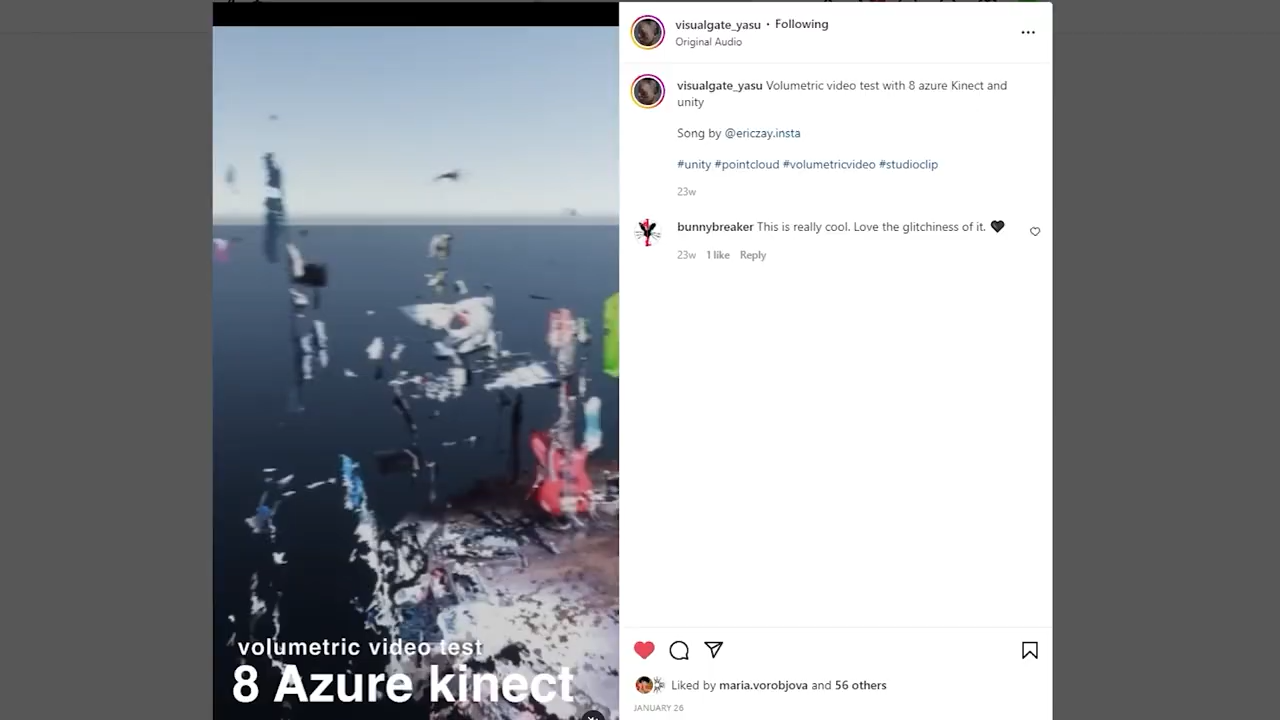 visualgate_yasu • Following
Original Audio
visualgate_yasu Volumetric video test with 8 azure Kinect and
unity
Song by @ericzay.insta
#unity #pointcloud #volumetricvideo #studioclip
23w
bunnybreaker This is really cool. Love the glitchiness of it. 🖤
23w 1 like Reply
volumetric video test
8 Azure kinect
Liked by maria.vorobjova and 56 others
JANUARY 26